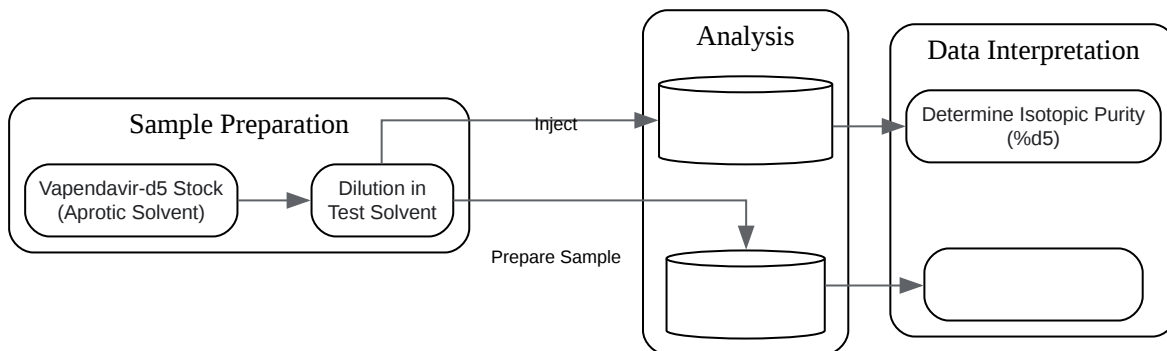 Sample Preparation
Vapendavir-d5 Stock
(Aprotic Solvent)
Dilution in
Test Solvent
Inject
Prepare Sample
Analysis
Data Interpretation
Determine Isotopic Purity
(%d5)